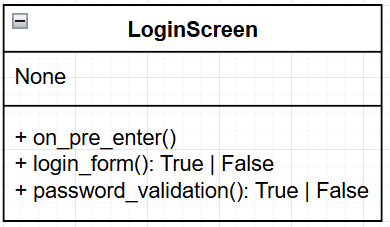 LoginScreen
None
+ on_pre_enter()
+ login_form(): True | False
+ password_validation(): True | False